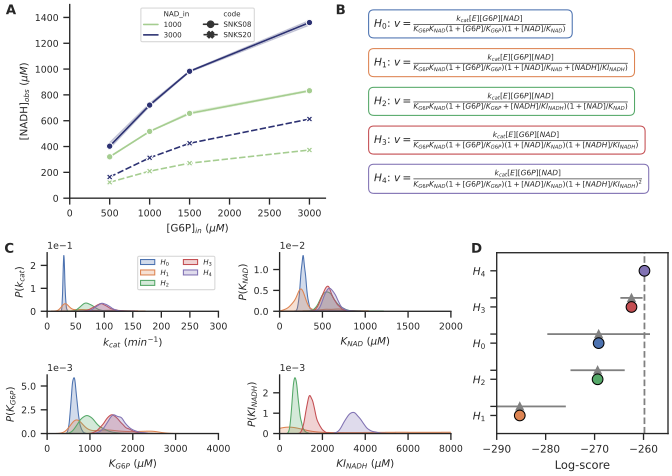 A
[NADH]obs (μM)
1400
1200
1000
800
600
400
200
0
NAD_in
1000
3000
code
SNKS08
SNKS20
0 500 1000 1500 2000 2500 3000
[G6P]in (μM)
B
H0: v = kcat[E][G6P][NAD] / KG6PKNAD(1 + [G6P]/KG6P)(1 + [NAD]/KNAD)
H1: v = kcat[E][G6P][NAD] / KG6PKNAD(1 + [G6P]/KG6P)(1 + [NAD]/KNAD + [NADH]/KINADH)
H2: v = kcat[E][G6P][NAD] / KG6PKNAD(1 + [G6P]/KG6P + [NADH]/KINADH)(1 + [NAD]/KNAD)
H3: v = kcat[E][G6P][NAD] / KG6PKNAD(1 + [G6P]/KG6P)(1 + [NAD]/KNAD)(1 + [NADH]/KINADH)
H4: v = kcat[E][G6P][NAD] / KG6PKNAD(1 + [G6P]/KG6P)(1 + [NAD]/KNAD)(1 + [NADH]/KINADH)²
C
1e−1
P(kcat)
2
1
0
H0
H1
H2
H3
H4
0 100 200 300
kcat (min−1)
1e−2
P(KNAD)
1.0
0.5
0.0
0 500 1000 1500 2000
KNAD (μM)
1e−3
P(KG6P)
5.0
2.5
0.0
0 1000 2000 3000 4000
KG6P (μM)
1e−3
P(KINADH)
2
1
0
0 2000 4000 6000 8000
KINADH (μM)
D
H4
H3
H0
H2
H1
−290 −280 −270 −260
Log-score